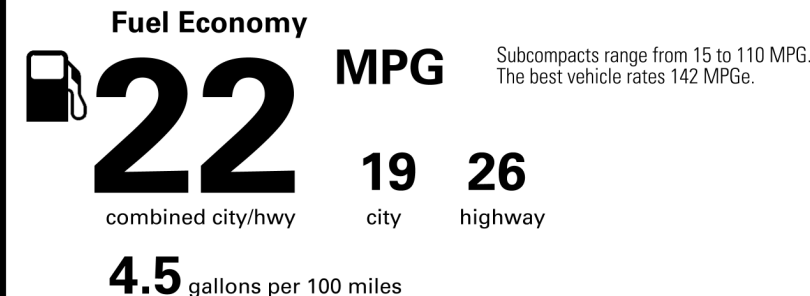 Fuel Economy
22 MPG
Subcompacts range from 15 to 110 MPG.
The best vehicle rates 142 MPGe.
19 26
combined city/hwy city highway
4.5 gallons per 100 miles